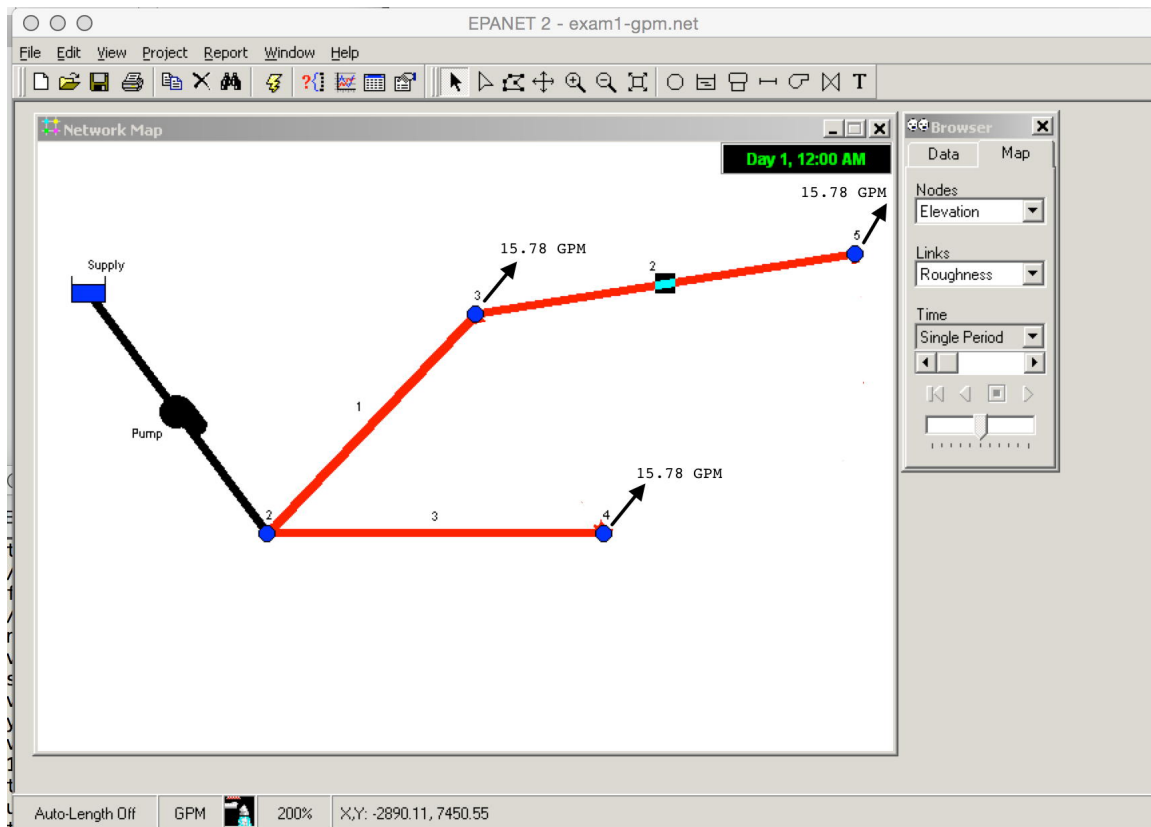 EPANET 2 - exam1-gpm.net
File Edit View Project Report Window Help
?{} T
Network Map
Browser
Day 1, 12:00 AM
Data Map
15.78 GPM
Nodes
Elevation
5
15.78 GPM
Supply
2
Links
Roughness
3
Time
Single Period
1
Pump
15.78 GPM
2
3
4
Auto-Length Off GPM 200% X,Y: -2890.11, 7450.55